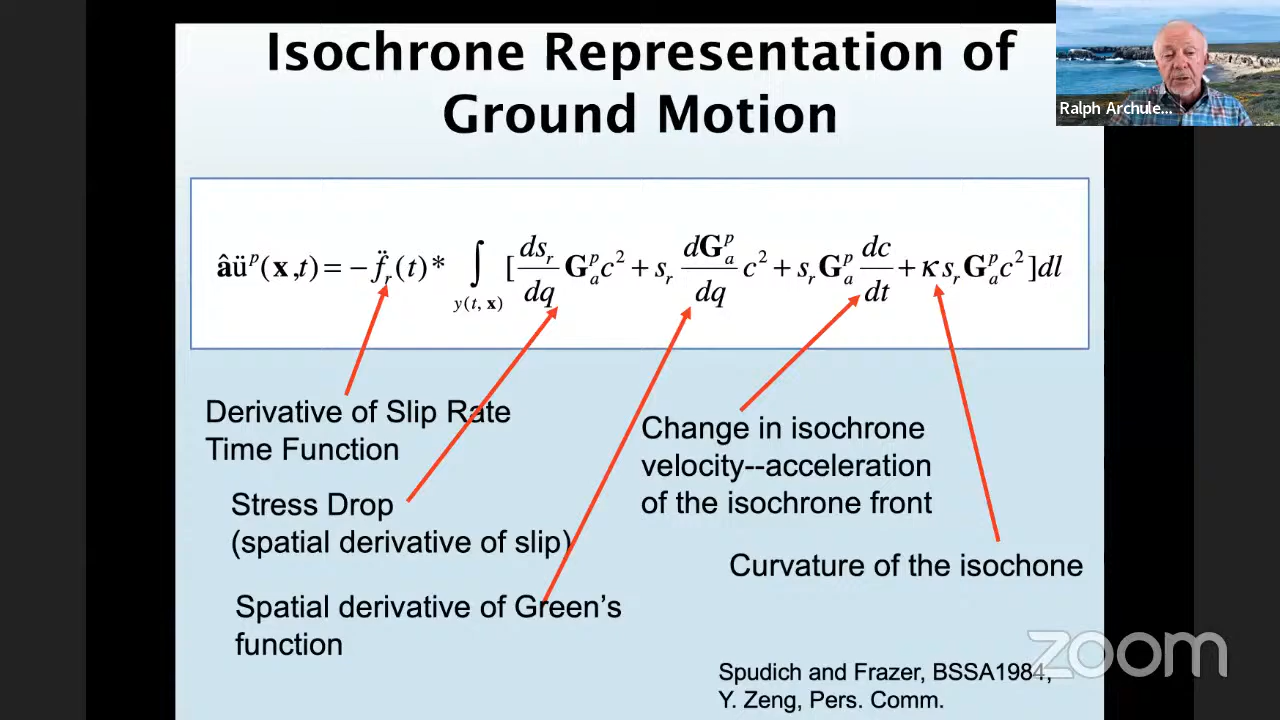 Isochrone Representation of
Ground Motion
Ralph Archule...
âü^p(x,t) = − f̈_r(t) * ∫_{y(t, x)} [ds_r/dq G_a^p c^2 + s_r dG_a^p/dq c^2 + s_r G_a^p dc/dt + κ s_r G_a^p c^2] dl
Derivative of Slip Rate
Time Function
Stress Drop
(spatial derivative of slip)
Spatial derivative of Green's
function
Change in isochrone
velocity--acceleration
of the isochrone front
Curvature of the isochone
Spudich and Frazer, BSSA1984,
Y. Zeng, Pers. Comm.
zoom